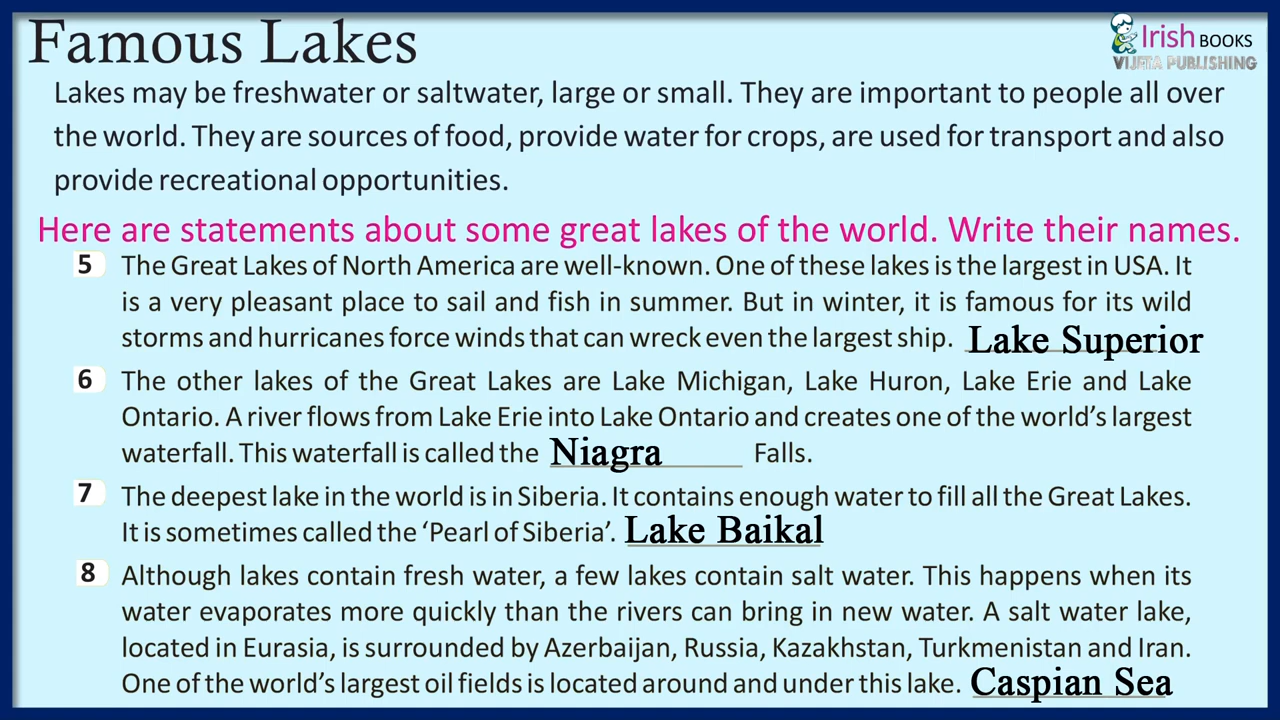 Famous Lakes
Irish BOOKS
VIJETA PUBLISHING
Lakes may be freshwater or saltwater, large or small. They are important to people all over
the world. They are sources of food, provide water for crops, are used for transport and also
provide recreational opportunities.
Here are statements about some great lakes of the world. Write their names.
5 The Great Lakes of North America are well-known. One of these lakes is the largest in USA. It
is a very pleasant place to sail and fish in summer. But in winter, it is famous for its wild
storms and hurricanes force winds that can wreck even the largest ship. Lake Superior
6 The other lakes of the Great Lakes are Lake Michigan, Lake Huron, Lake Erie and Lake
Ontario. A river flows from Lake Erie into Lake Ontario and creates one of the world’s largest
waterfall. This waterfall is called the Niagra Falls.
7 The deepest lake in the world is in Siberia. It contains enough water to fill all the Great Lakes.
It is sometimes called the ‘Pearl of Siberia’. Lake Baikal
8 Although lakes contain fresh water, a few lakes contain salt water. This happens when its
water evaporates more quickly than the rivers can bring in new water. A salt water lake,
located in Eurasia, is surrounded by Azerbaijan, Russia, Kazakhstan, Turkmenistan and Iran.
One of the world’s largest oil fields is located around and under this lake. Caspian Sea